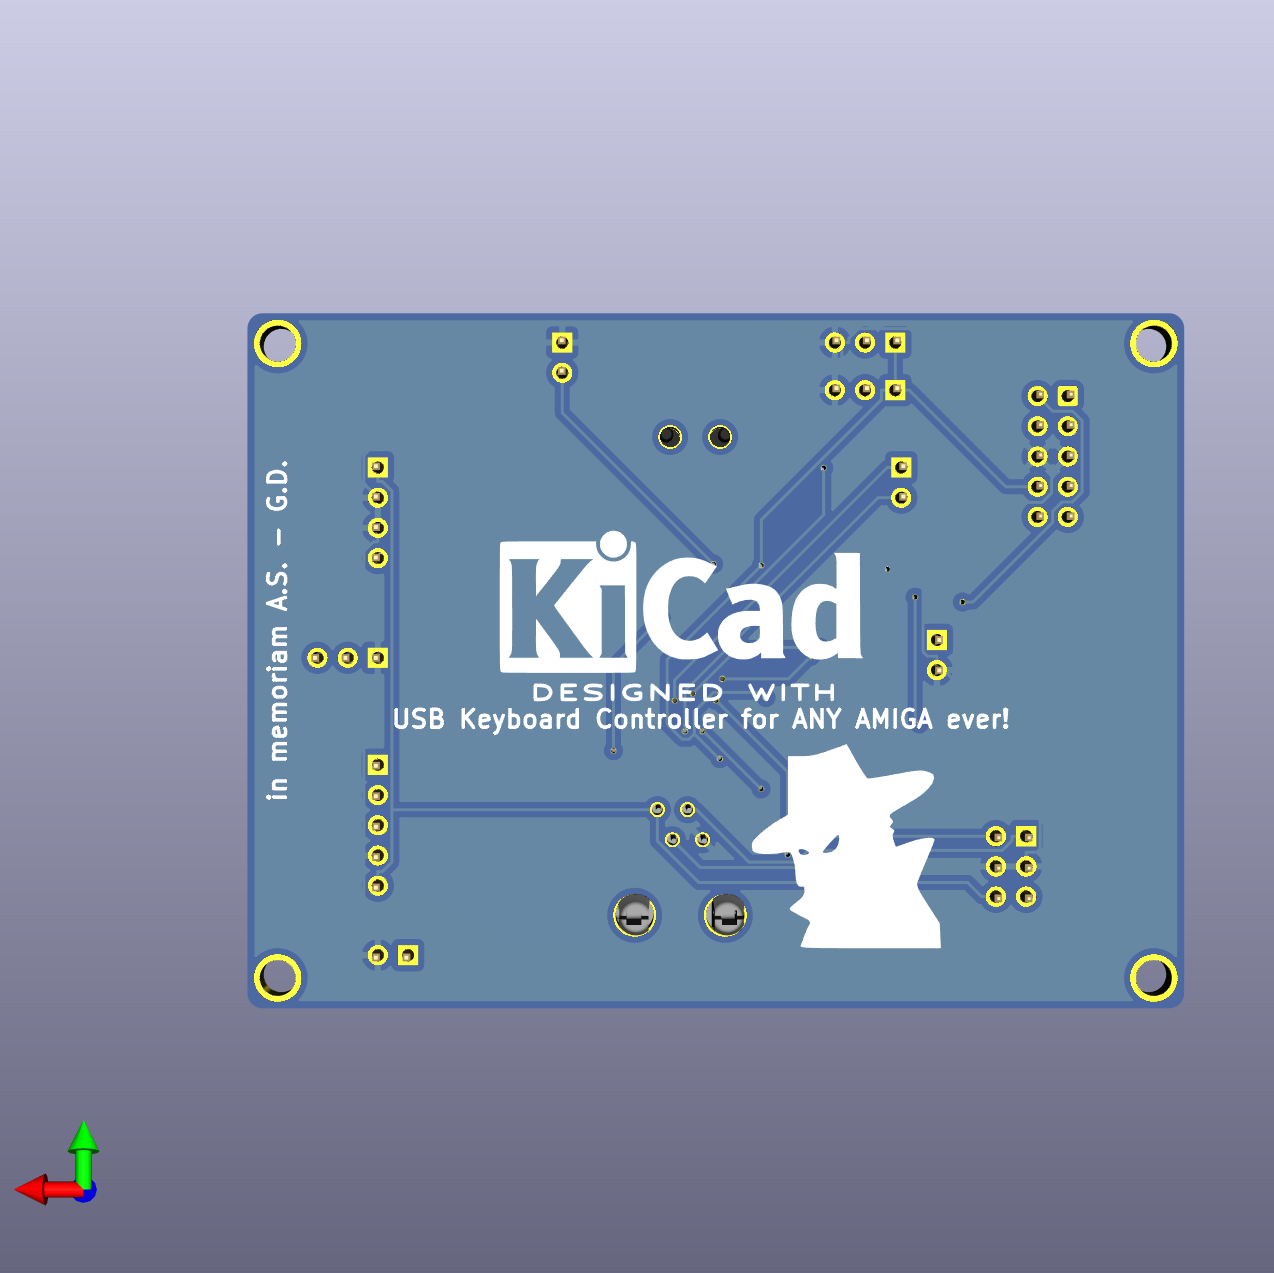 KiCad
DESIGNED WITH
USB Keyboard Controller for ANY AMIGA ever!
in memoriam A.S. – G.D.